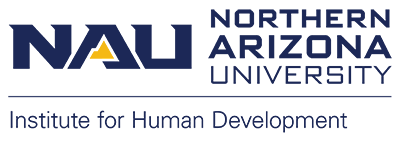 NAU
NORTHERN
ARIZONA
UNIVERSITY
Institute for Human Development